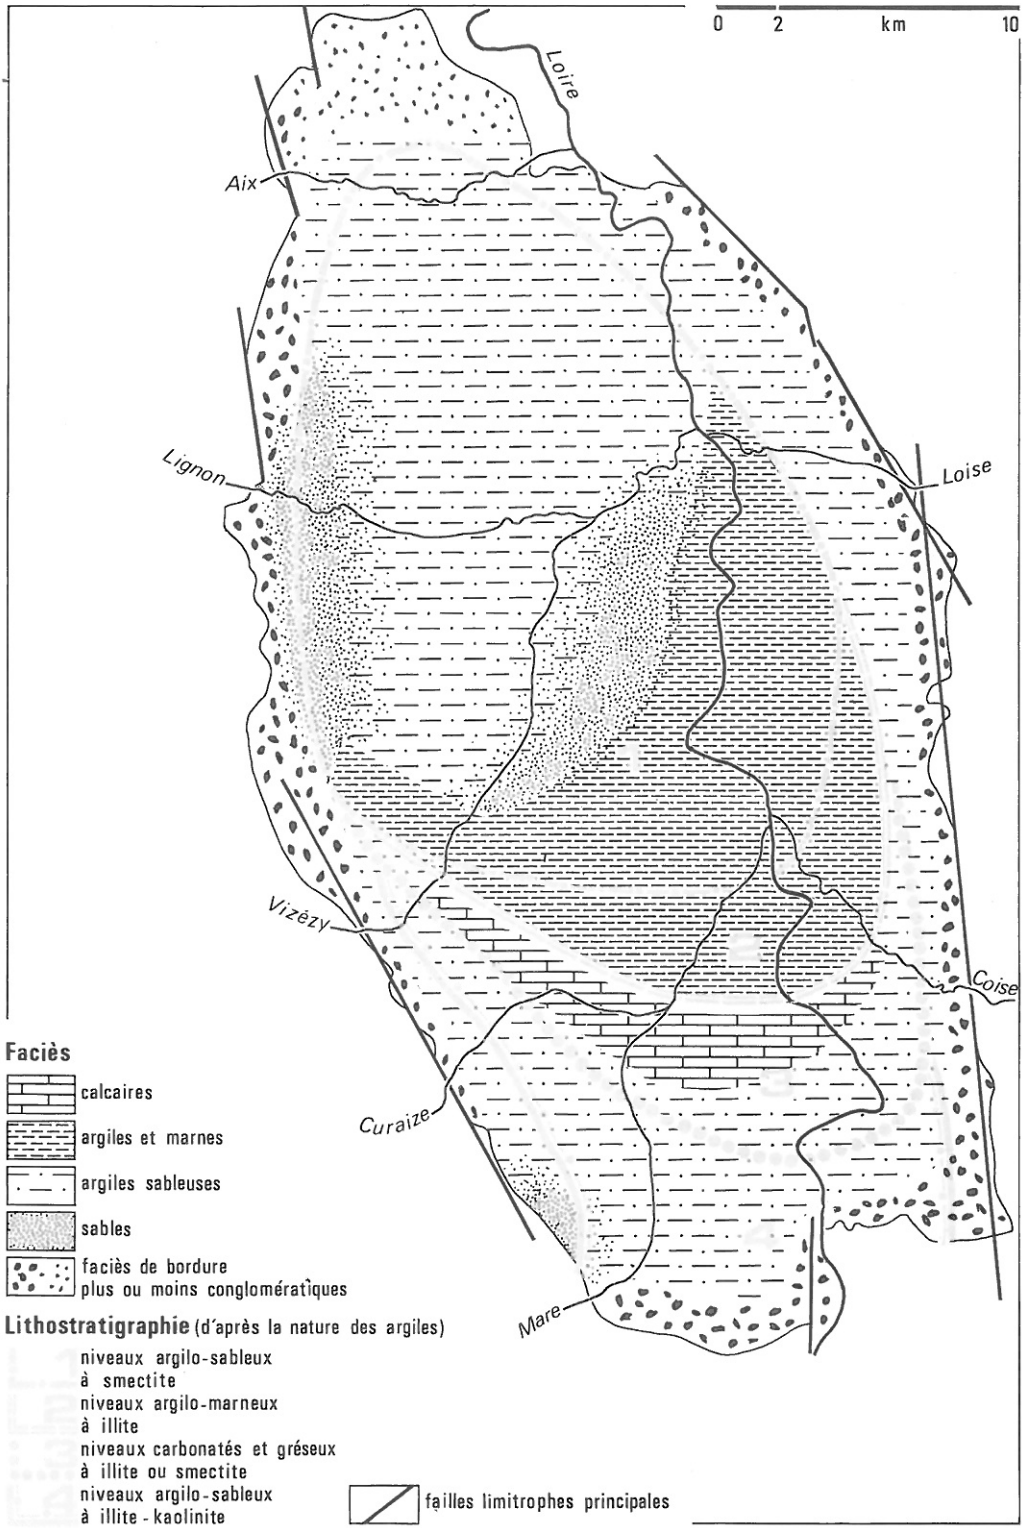 0 2 km 10
Loire
Aix
Lignon
Loise
Vizézy
Coise
Curaize
Mare
Faciès
calcaires
argiles et marnes
argiles sableuses
sables
faciès de bordure
plus ou moins conglomératiques
Lithostratigraphie (d'après la nature des argiles)
niveaux argilo-sableux
à smectite
niveaux argilo-marneux
à illite
niveaux carbonatés et gréseux
à illite ou smectite
niveaux argilo-sableux
à illite - kaolinite
failles limitrophes principales